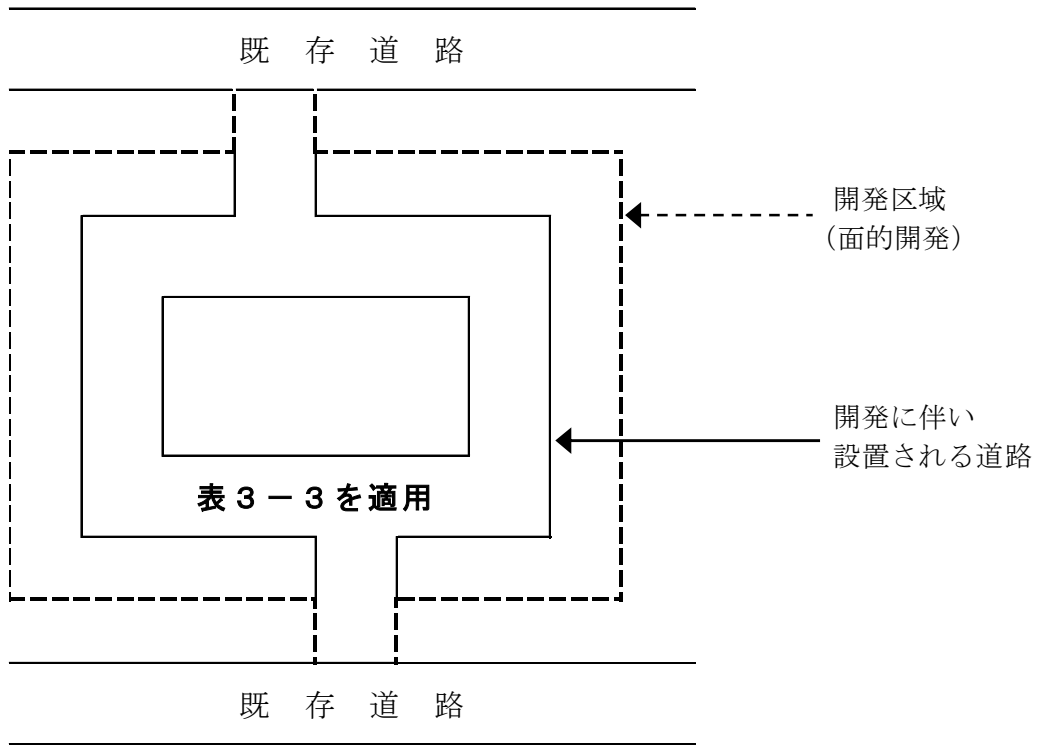 既存道路
開発区域
（面的開発）
開発に伴い
設置される道路
表３－３を適用
既存道路